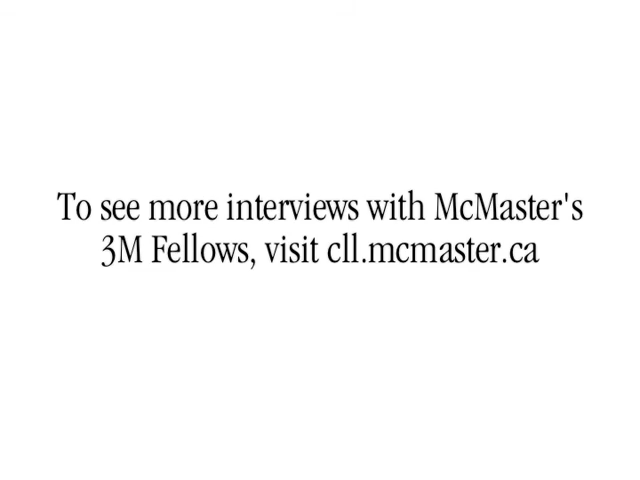 To see more interviews with McMaster's
3M Fellows, visit cll.mcmaster.ca